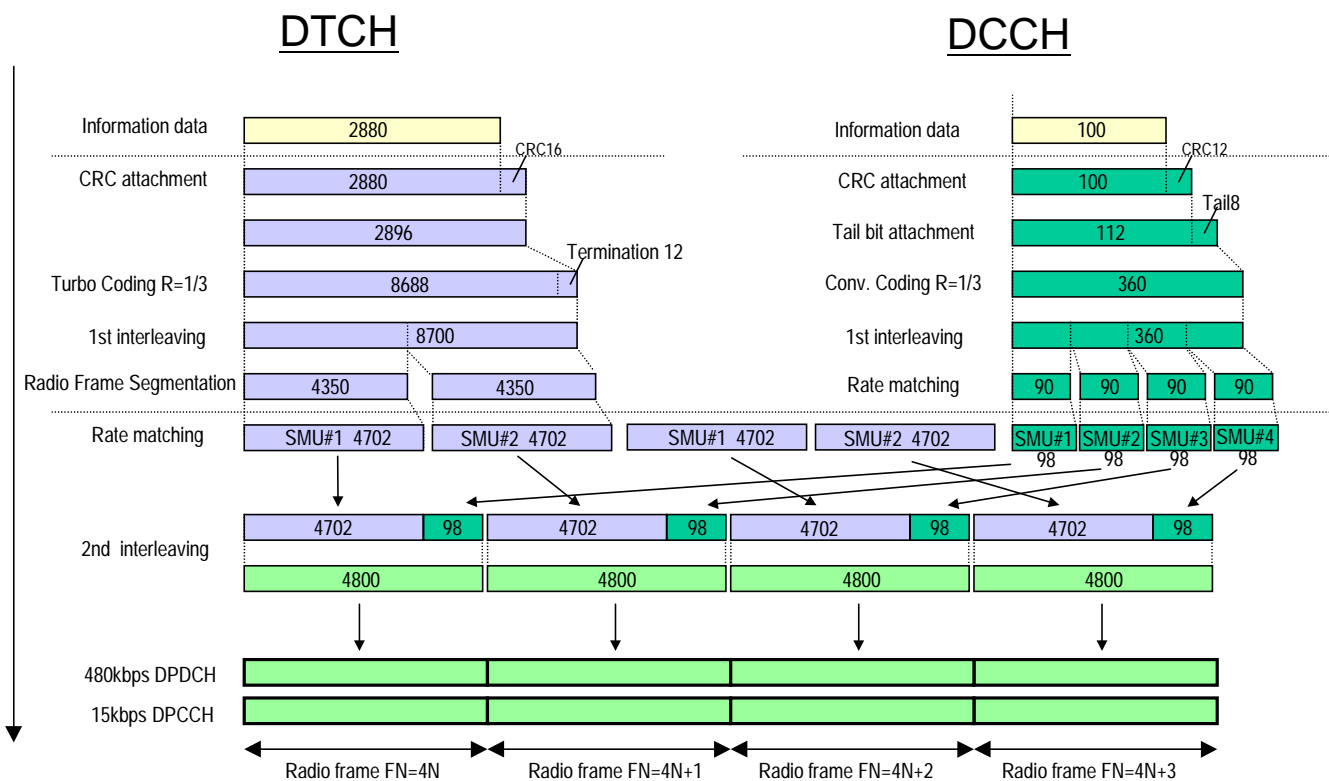 DTCH DCCH
Information data 2880 Information data 100
CRC16 CRC12
CRC attachment 2880 CRC attachment 100
Tail8
2896 Tail bit attachment 112
Termination 12
Turbo Coding R=1/3 8688 Conv. Coding R=1/3 360
1st interleaving 8700 1st interleaving 360
Radio Frame Segmentation 4350 4350 Rate matching 90 90 90 90
Rate matching SMU#1 4702 SMU#2 4702 SMU#1 4702 SMU#2 4702 SMU#1 SMU#2 SMU#3 SMU#4
98 98 98 98
4702 98 4702 98 4702 98 4702 98
2nd interleaving
4800 4800 4800 4800
480kbps DPDCH
15kbps DPCCH
Radio frame FN=4N Radio frame FN=4N+1 Radio frame FN=4N+2 Radio frame FN=4N+3